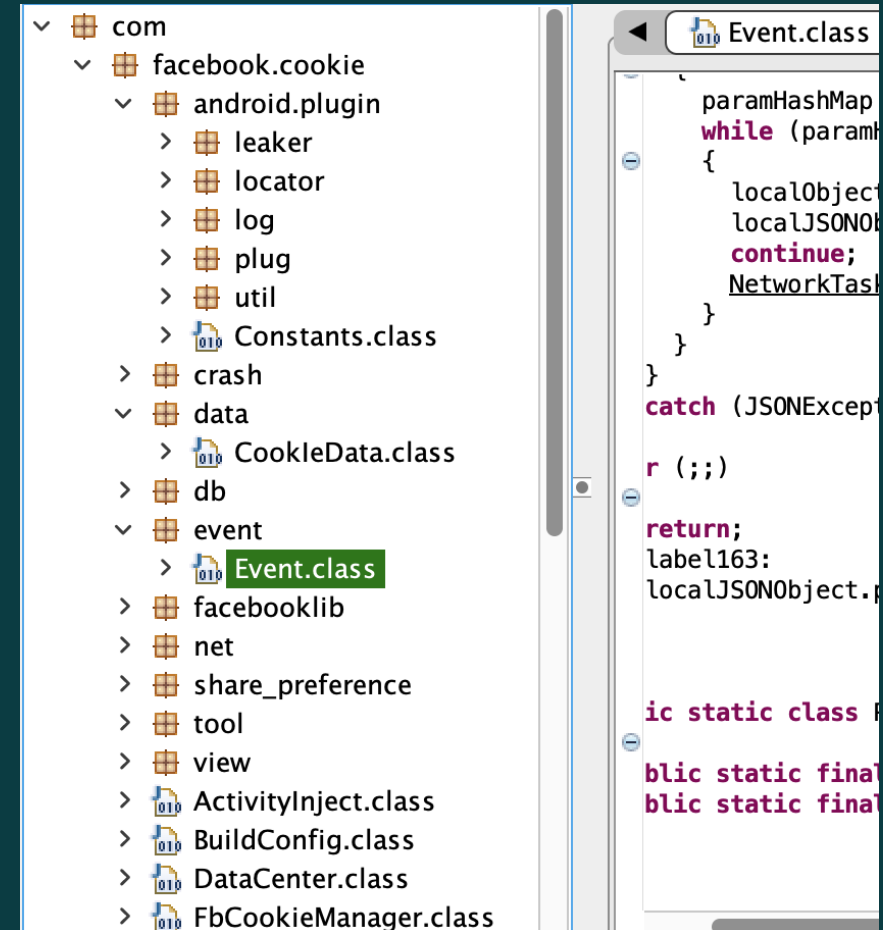 com
facebook.cookie
android.plugin
leaker
locator
log
plug
util
Constants.class
crash
data
CookIeData.class
db
event
Event.class
facebooklib
net
share_preference
tool
view
ActivityInject.class
BuildConfig.class
DataCenter.class
FbCookieManager.class
Event.class
{
paramHashMap
while (paramH
{
localObject
localJSONOb
continue;
NetworkTask
}
}
}
catch (JSONExcept
r (;;)
return;
label163:
localJSONObject.p
ic static class
blic static final
blic static final